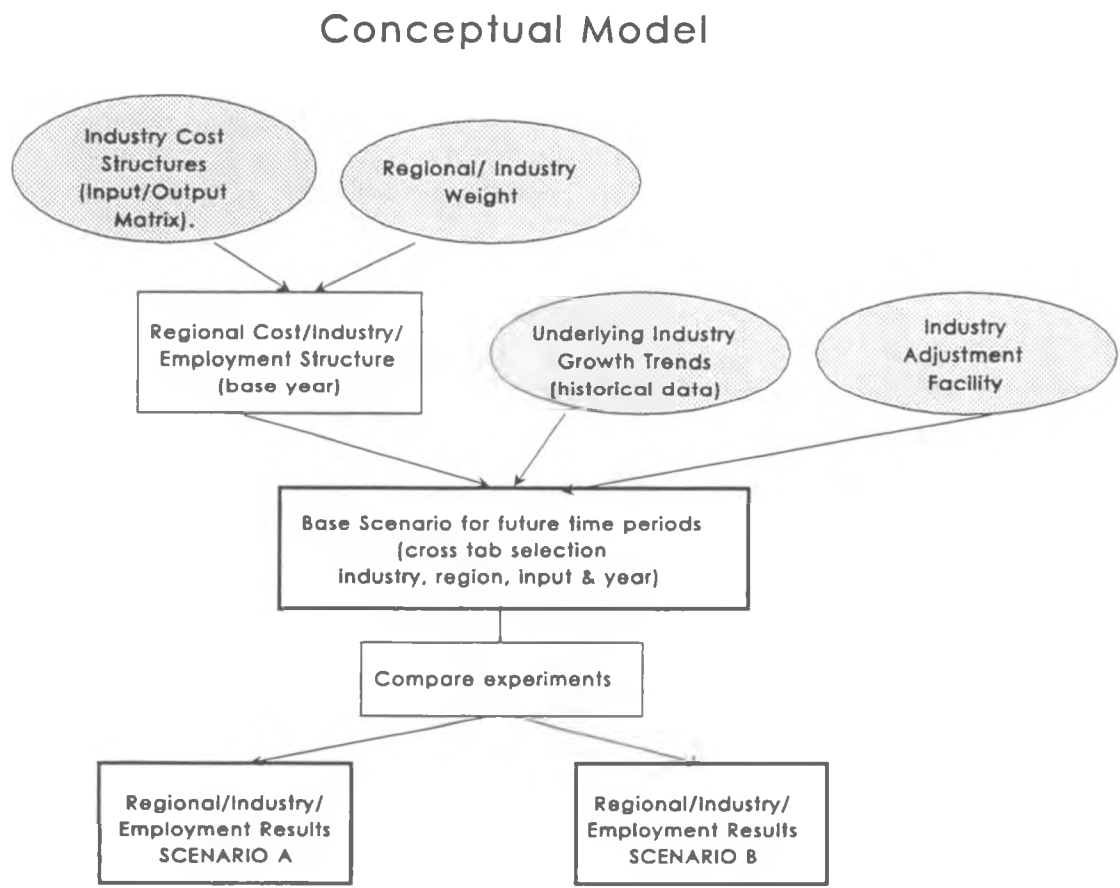 Conceptual Model
Industry Cost
Structures
(Input/Output
Matrix).
Regional/ Industry
Weight
Regional Cost/Industry/
Employment Structure
(base year)
Underlying Industry
Growth Trends
(historical data)
Industry
Adjustment
Facility
Base Scenario for future time periods
(cross tab selection
industry, region, input & year)
Compare experiments
Regional/Industry/
Employment Results
SCENARIO A
Regional/Industry/
Employment Results
SCENARIO B